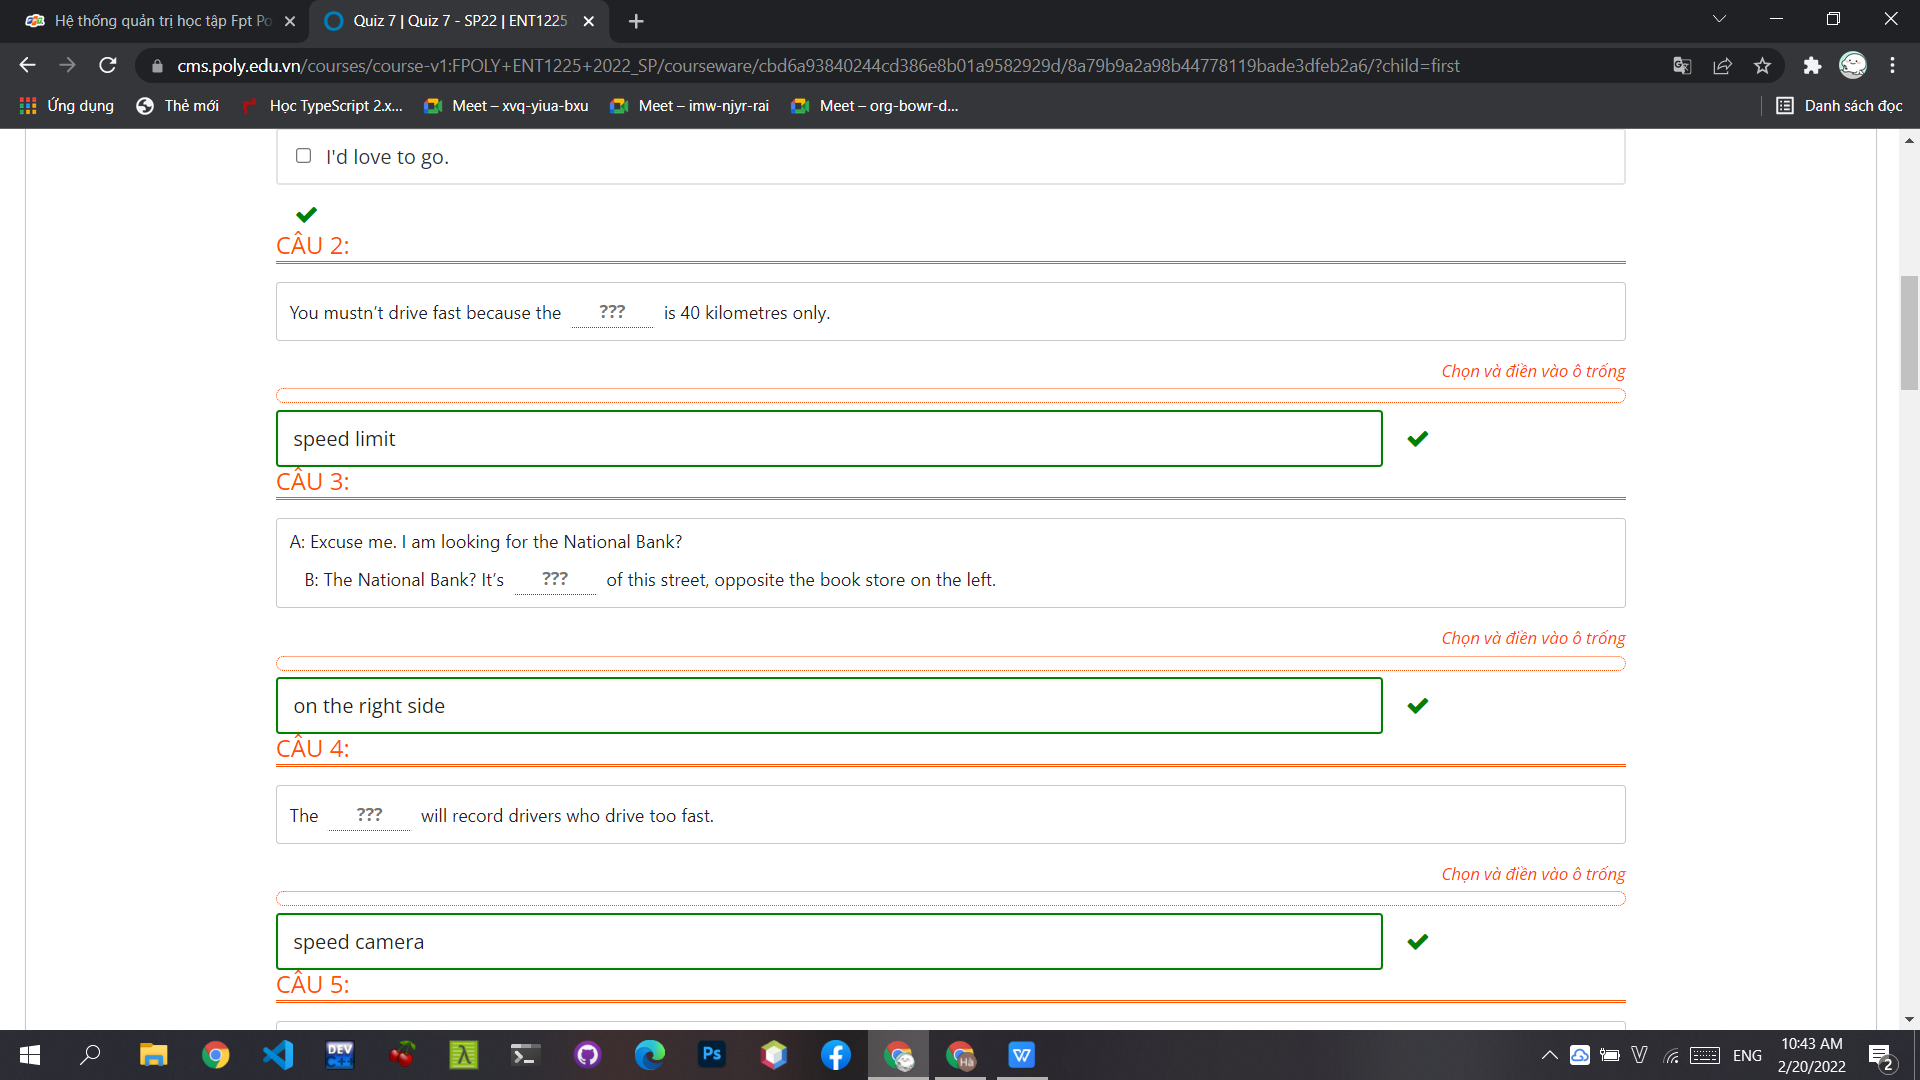 Hệ thống quản trị học tập Fpt Po
Quiz 7 | Quiz 7 - SP22 | ENT1225
cms.poly.edu.vn/courses/course-v1:FPOLY+ENT1225+2022_SP/courseware/cbd6a93840244cd386e8b01a9582929d/8a79b9a2a98b44778119bade3dfeb2a6/?child=first
Ứng dụng
Thẻ mới
Học TypeScript 2.x...
Meet – xvq-yiua-bxu
Meet – imw-njyr-rai
Meet – org-bowr-d...
Danh sách đọc
I'd love to go.
CÂU 2:
You mustn’t drive fast because the ??? is 40 kilometres only.
Chọn và điền vào ô trống
speed limit
CÂU 3:
A: Excuse me. I am looking for the National Bank?
B: The National Bank? It’s ??? of this street, opposite the book store on the left.
Chọn và điền vào ô trống
on the right side
CÂU 4:
The ??? will record drivers who drive too fast.
Chọn và điền vào ô trống
speed camera
CÂU 5:
DEV
C++
Ps
Hà
W
ENG
10:43 AM
2/20/2022
2